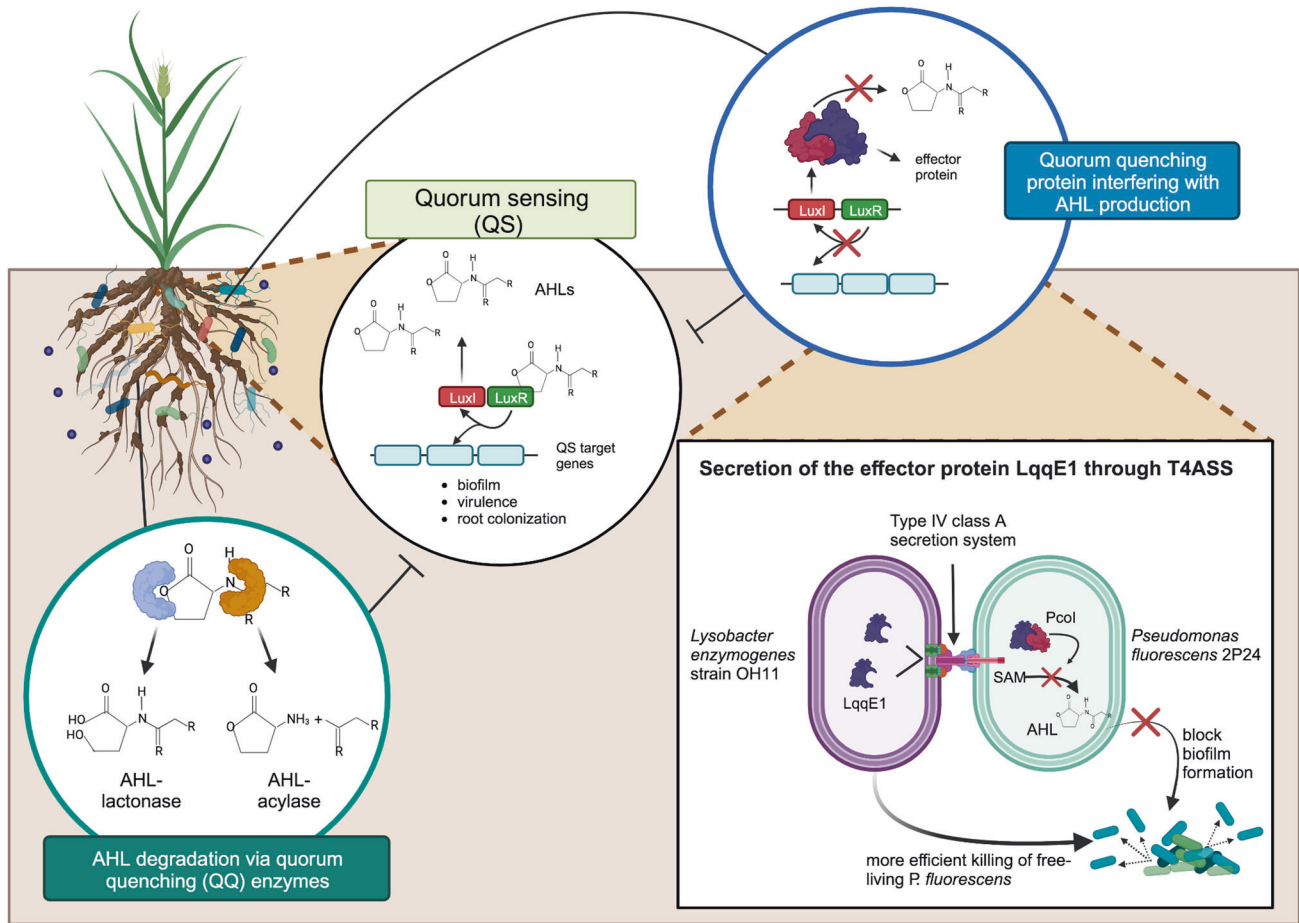 Quorum sensing
(QS)
O
H
O
N
R
R
AHLs
O
H
O
N
R
R
O
H
O
N
R
R
LuxI
LuxR
QS target
genes
• biofilm
• virulence
• root colonization
O
H
O
N
R
R
effector
protein
LuxI
LuxR
Quorum quenching
protein interfering with
AHL production
O
H
O
N
R
R
O
H
HO
N
HO
R
R
O
O
NH₃ +
R
R
AHL-
lactonase
AHL-
acylase
AHL degradation via quorum
quenching (QQ) enzymes
Secretion of the effector protein LqqE1 through T4ASS
Type IV class A
secretion system
Lysobacter
enzymogenes
strain OH11
LqqE1
PcoI
SAM
AHL
O
H
O
N
R
O
Pseudomonas
fluorescens 2P24
block
biofilm
formation
more efficient killing of free-
living P. fluorescens